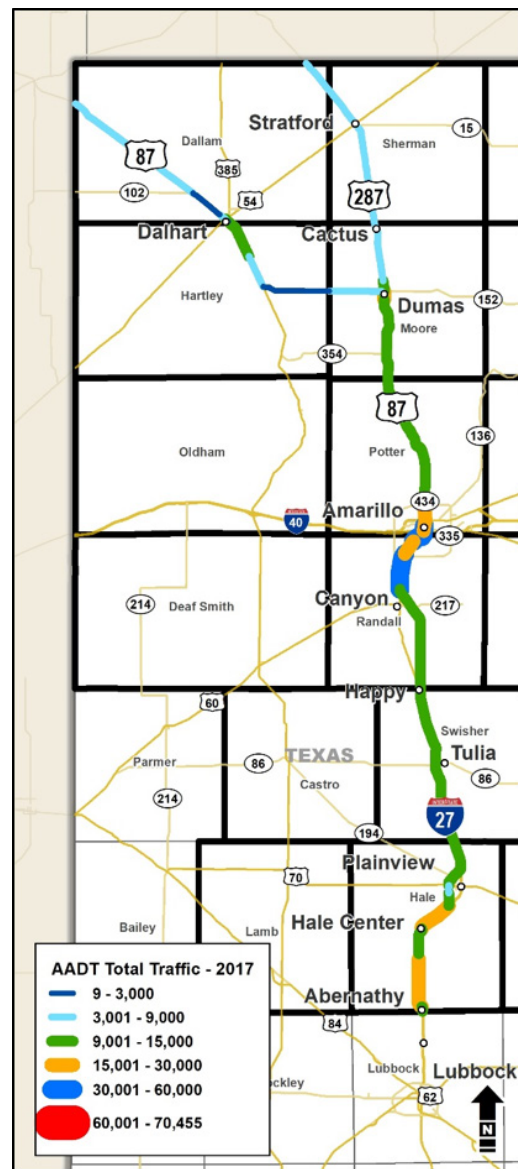 Stratford
15
Dallam
Sherman
87
385
102
54
287
Dalhart
Cactus
Hartley
Dumas
152
Moore
354
87
136
Oldham
Potter
434
Amarillo
40
335
Canyon
214
217
Deaf Smith
Randall
Happy
60
Swisher
TEXAS
Tulia
Parmer
86
86
Castro
214
27
194
Plainview
70
Hale
Hale Center
Bailey
Lamb
AADT Total Traffic - 2017
9 - 3,000
3,001 - 9,000
9,001 - 15,000
15,001 - 30,000
30,001 - 60,000
60,001 - 70,455
Abernathy
84
Lubbock
Lubbock
ckley
62
N